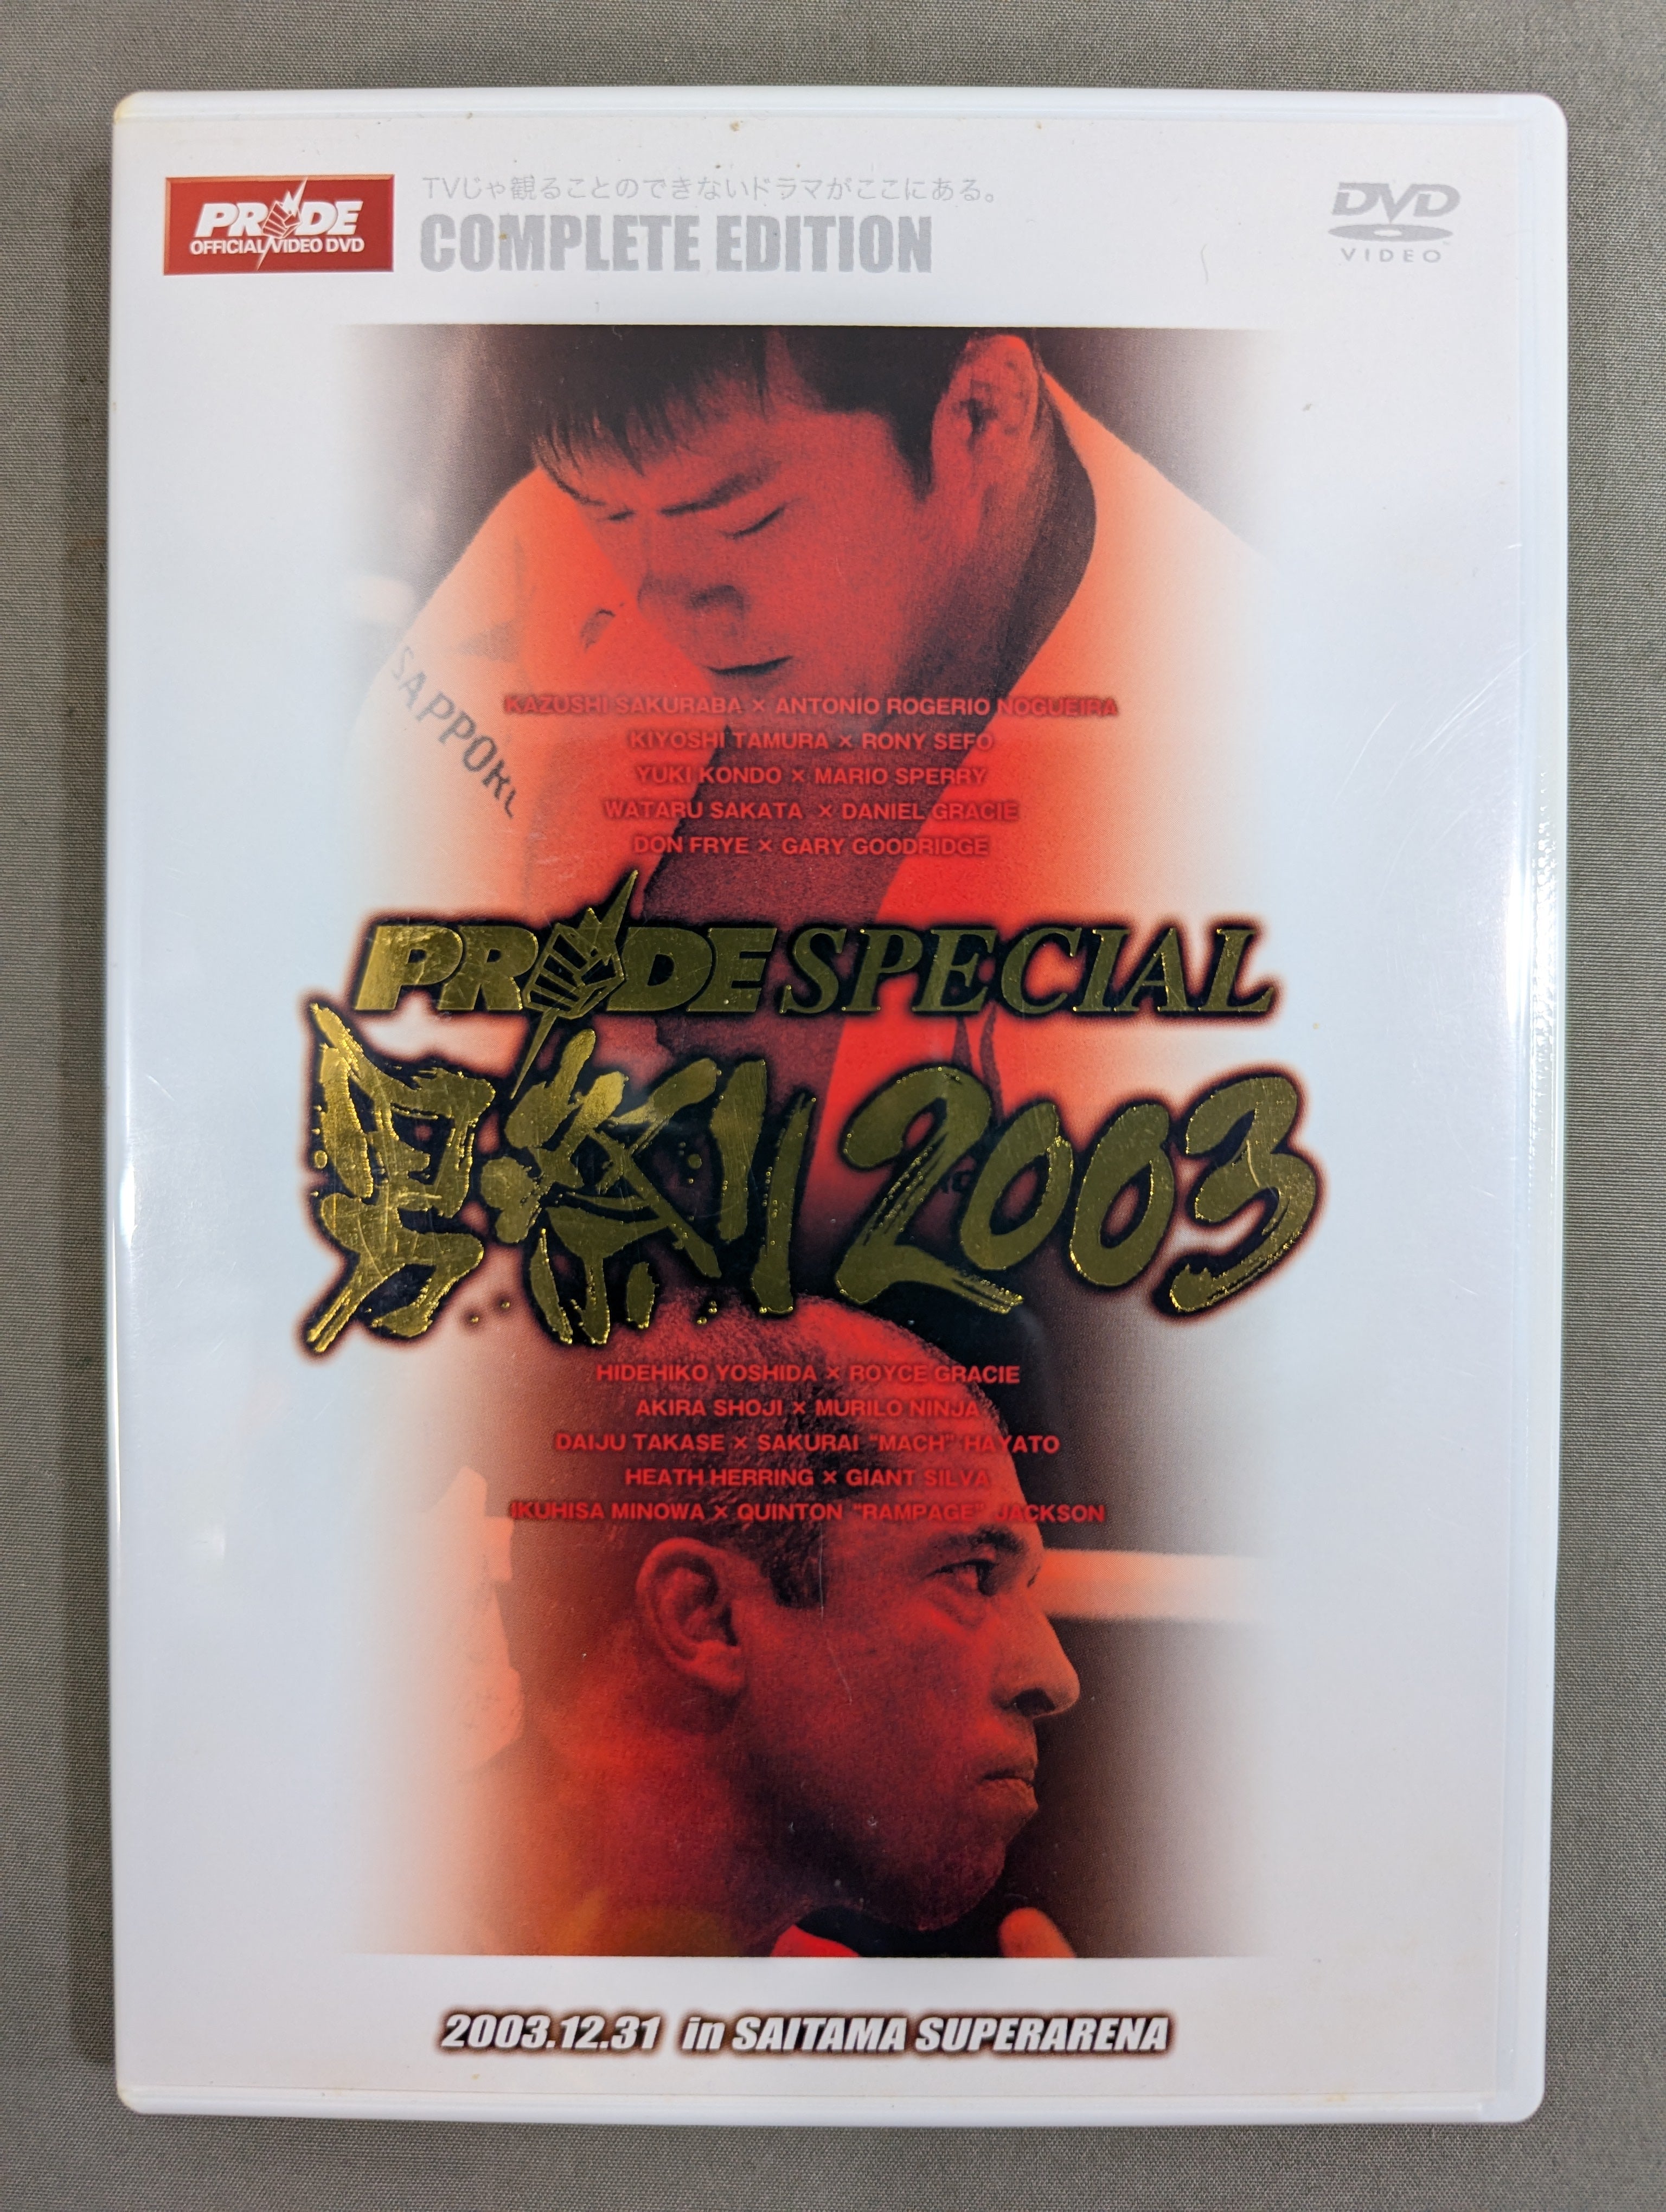 PRIDE
OFFICIAL VIDEO DVD
TVじゃ観ることのできないドラマがここにある。
COMPLETE EDITION
DVD
VIDEO
SAPPORO
KAZUSHI SAKURABA × ANTONIO ROGERIO NOGUEIRA
KIYOSHI TAMURA × RONY SEFO
YUKI KONDO × MARIO SPERRY
WATARU SAKATA × DANIEL GRACIE
DON FRYE × GARY GOODRIDGE
PRIDE SPECIAL
男祭り 2003
HIDEHIKO YOSHIDA × ROYCE GRACIE
AKIRA SHOJI × MURILO NINJA
DAIJU TAKASE × SAKURAI "MACH" HAYATO
HEATH HERRING × GIANT SILVA
IKUHISA MINOWA × QUINTON "RAMPAGE" JACKSON
2003.12.31 in SAITAMA SUPERARENA